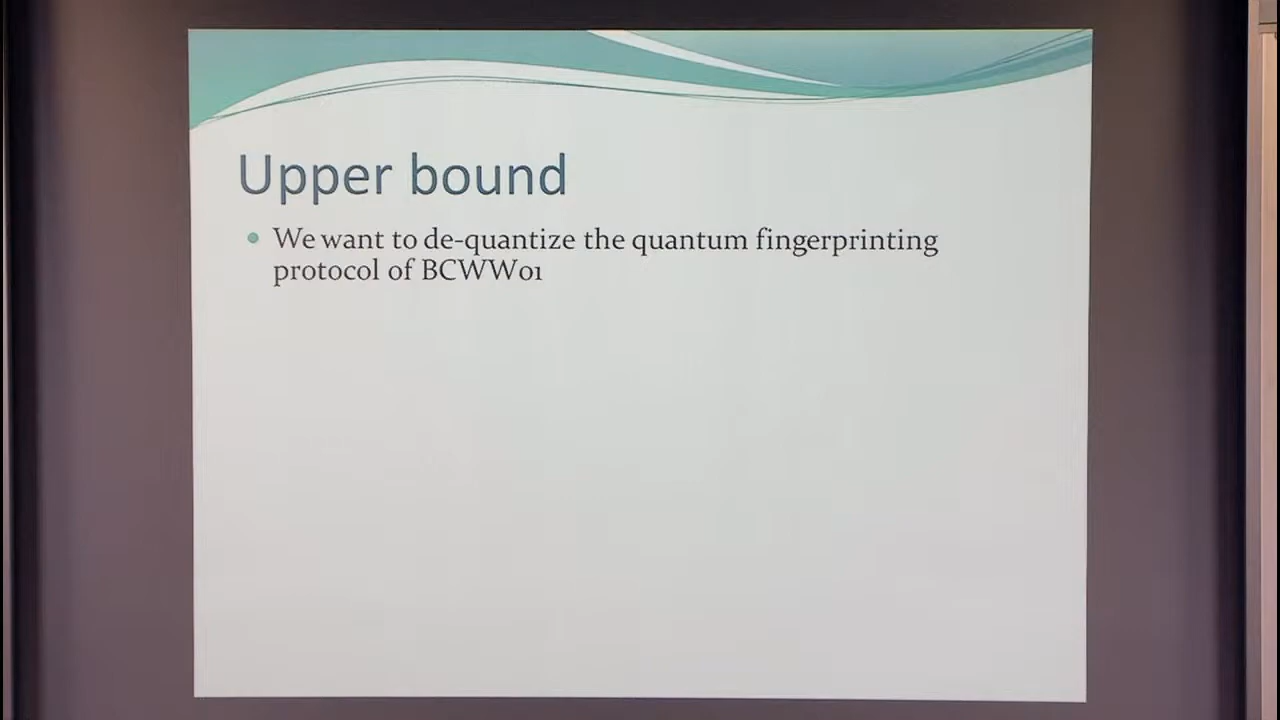 Upper bound
We want to de-quantize the quantum fingerprinting
protocol of BCWW01